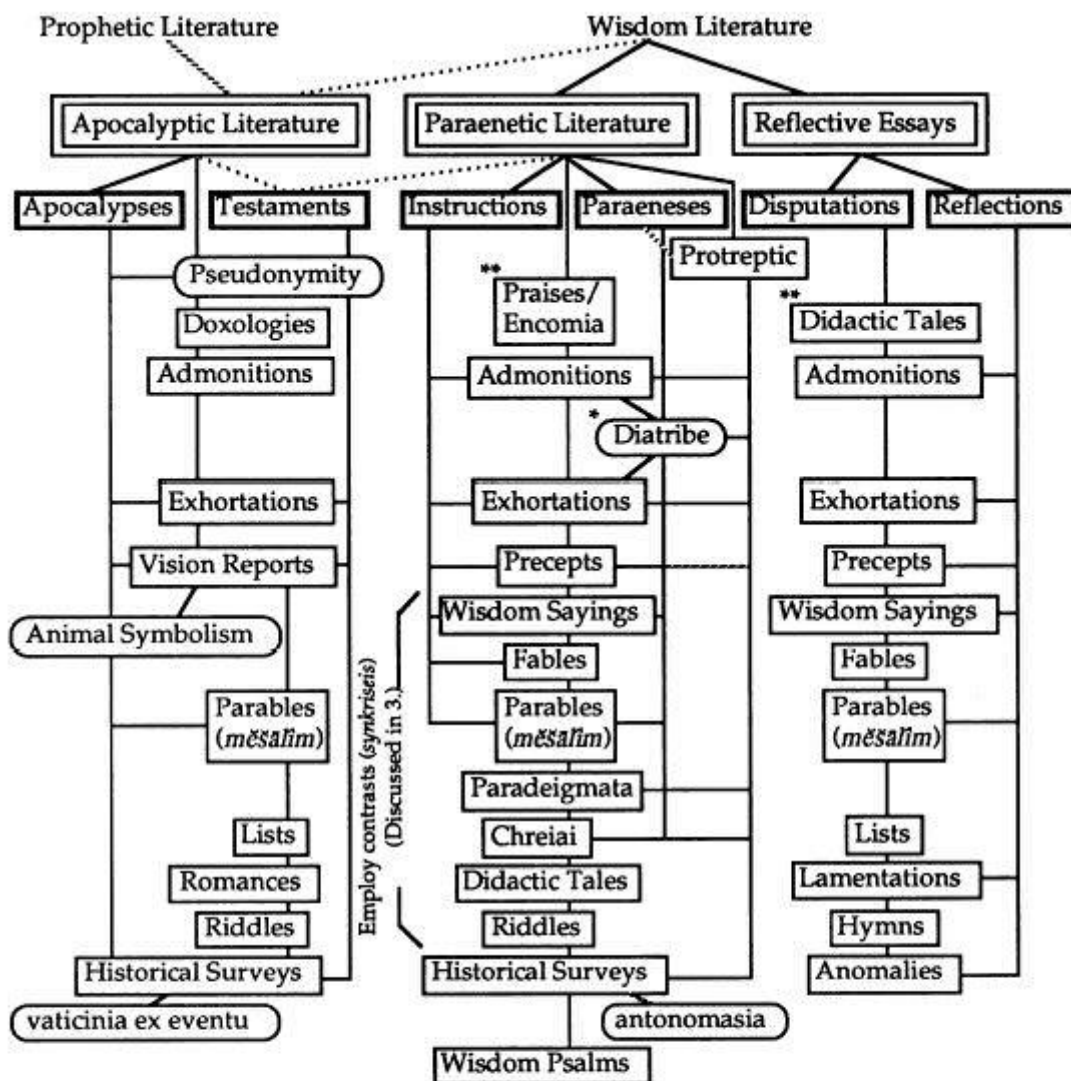 Prophetic Literature
Wisdom Literature
Apocalyptic Literature
Paraenetic Literature
Reflective Essays
Apocalypses
Testaments
Instructions
Paraeneses
Disputations
Reflections
Pseudonymity
Doxologies
Admonitions
Exhortations
Vision Reports
Animal Symbolism
Parables
(měšālîm)
Lists
Romances
Riddles
Historical Surveys
vaticinia ex eventu
Protreptic
**
Praises/
Encomia
Admonitions
*
Diatribe
Exhortations
Precepts
Wisdom Sayings
Fables
Parables
(měšālîm)
Paradeigmata
Chreiai
Didactic Tales
Riddles
Historical Surveys
antonomasia
Wisdom Psalms
Employ contrasts (synkriseis)
(Discussed in 3.)
**
Didactic Tales
Admonitions
Exhortations
Precepts
Wisdom Sayings
Fables
Parables
(měšālîm)
Lists
Lamentations
Hymns
Anomalies